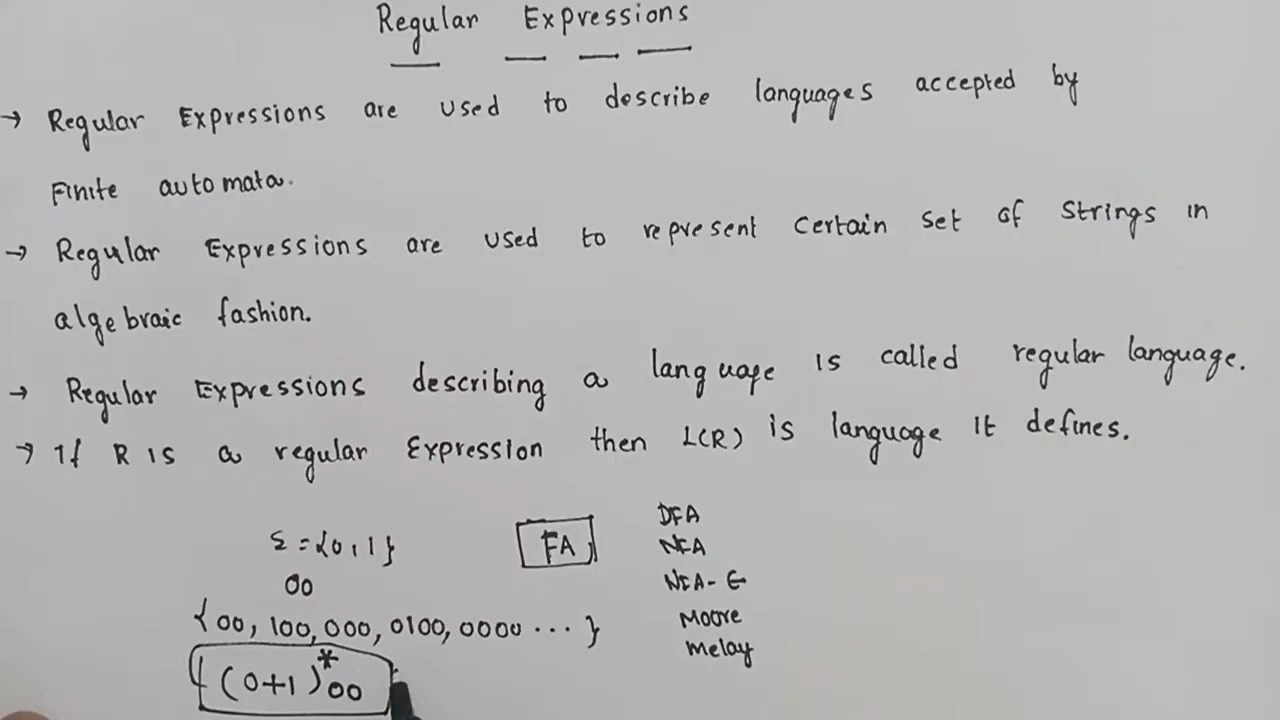 Regular Expressions
→ Regular Expressions are used to describe languages accepted by
Finite automata.
→ Regular Expressions are used to represent certain set of strings in
algebraic fashion.
→ Regular Expressions describing a language is called regular language.
→ If R is a regular Expression then L(R) is language it defines.
Σ = {0,1}
00
{00, 100, 000, 0100, 0000 ... }
(0+1)*00
FA
DFA
NFA
NFA-ϵ
Moore
Melay